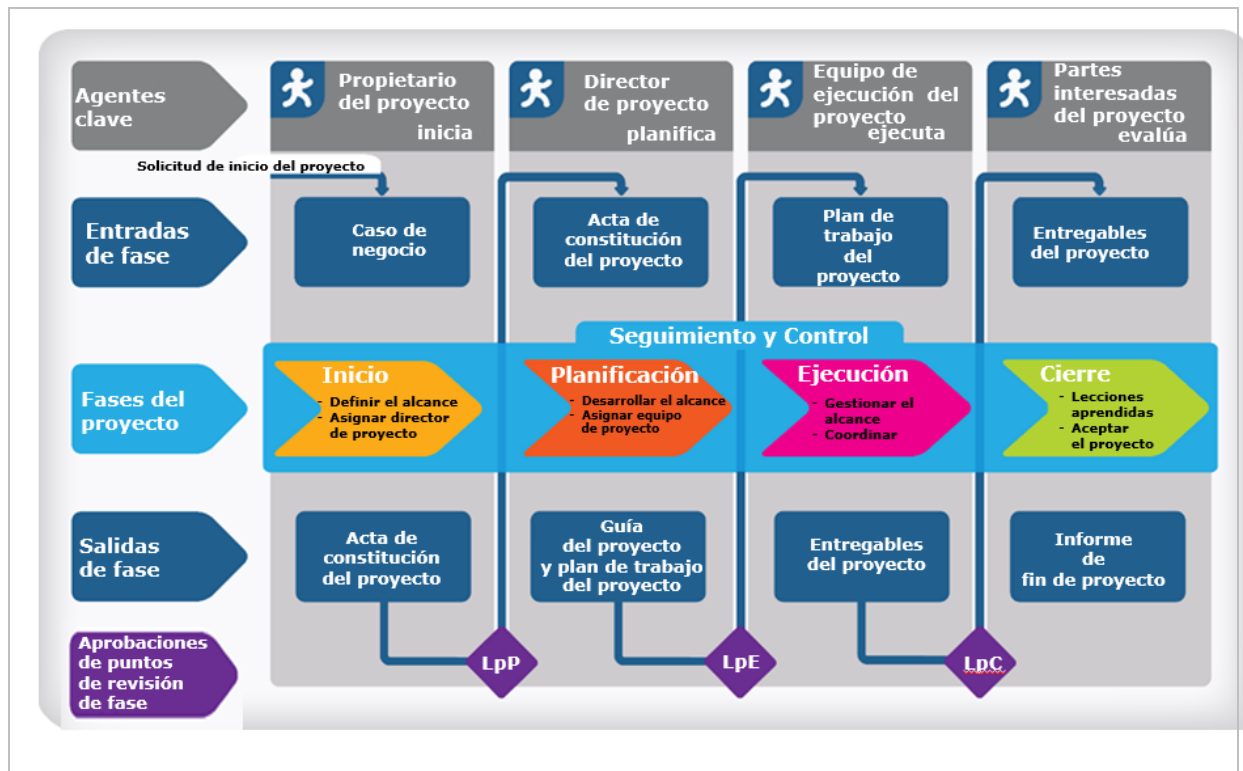 Agentes
clave
Propietario
del proyecto
inicia
Director
de proyecto
planifica
Equipo de
ejecución del
proyecto
ejecuta
Partes
interesadas
del proyecto
evalúa
Solicitud de inicio del proyecto
Entradas
de fase
Caso de
negocio
Acta de
constitución
del proyecto
Plan de
trabajo
del
proyecto
Entregables
del proyecto
Seguimiento y Control
Fases del
proyecto
Inicio
- Definir el alcance
- Asignar director
de proyecto
Planificación
- Desarrollar el alcance
- Asignar equipo
de proyecto
Ejecución
- Gestionar el
alcance
- Coordinar
Cierre
- Lecciones
aprendidas
- Aceptar
el proyecto
Salidas
de fase
Acta de
constitución
del proyecto
Guía
del proyecto
y plan de trabajo
del proyecto
Entregables
del proyecto
Informe
de
fin de proyecto
Aprobaciones
de puntos
de revisión
de fase
LpP
LpE
LpC